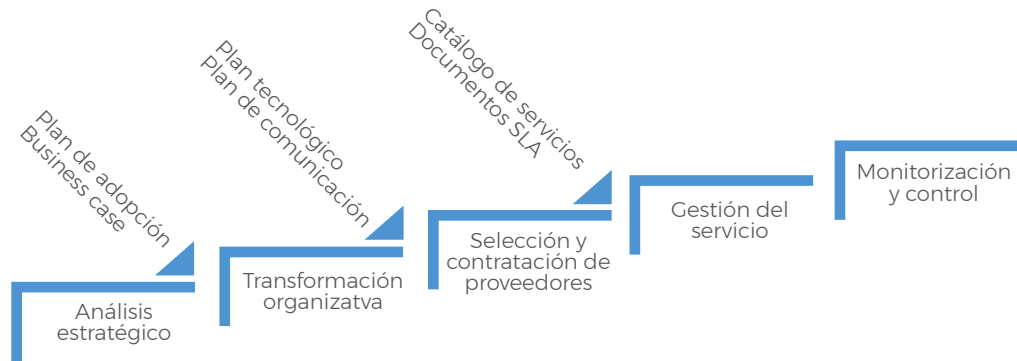 Plan de adopción
Business case
Plan tecnológico
Plan de comunicación
Catálogo de servicios
Documentos SLA
Análisis
estratégico
Transformación
organizatva
Selección y
contratación de
proveedores
Gestión del
servicio
Monitorización
y control